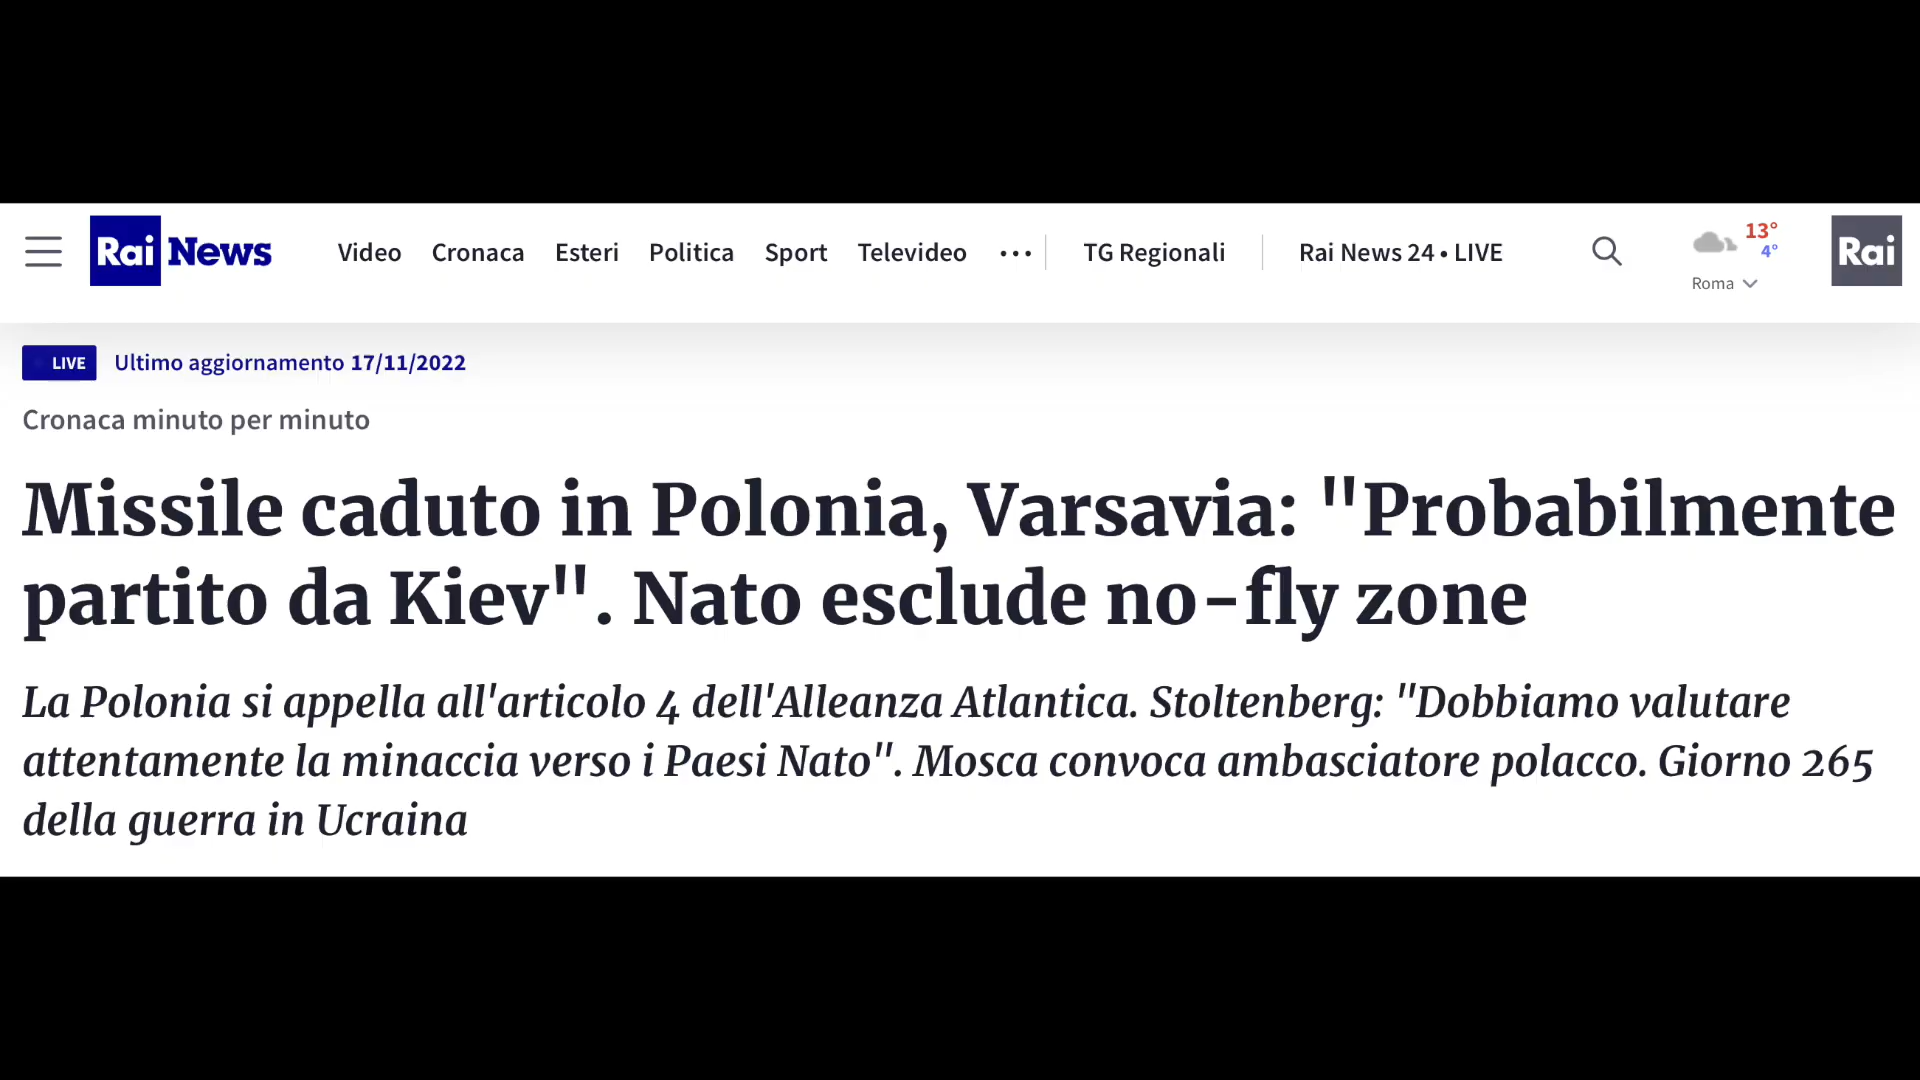 Rai News Video Cronaca Esteri Politica Sport Televideo ••• TG Regionali Rai News 24 • LIVE 13° 4° Roma Rai
LIVE Ultimo aggiornamento 17/11/2022
Cronaca minuto per minuto
Missile caduto in Polonia, Varsavia: "Probabilmente
partito da Kiev". Nato esclude no-fly zone
La Polonia si appella all'articolo 4 dell'Alleanza Atlantica. Stoltenberg: "Dobbiamo valutare
attentamente la minaccia verso i Paesi Nato". Mosca convoca ambasciatore polacco. Giorno 265
della guerra in Ucraina